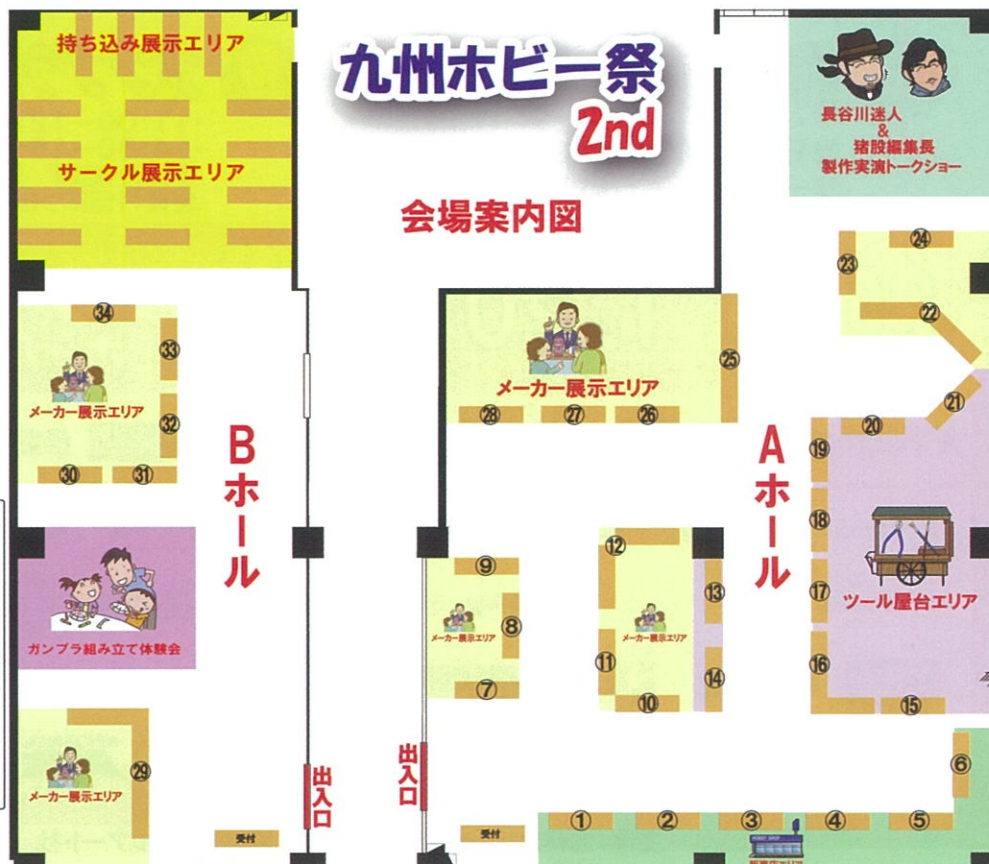 九州ホビー祭
2nd
会場案内図
持ち込み展示エリア
サークル展示エリア
長谷川迷人
&
猪股編集長
製作実演トークショー
㉔
㉓
㉒
㉑
⑳
⑲
⑱
⑰
⑯
⑮
ツール屋台エリア
Aホール
㉕
メーカー展示エリア
㉘
㉗
㉖
㉞
㉝
メーカー展示エリア
㉜
㉚
㉛
Bホール
ガンプラ組み立て体験会
⑨
⑧
メーカー展示エリア
⑦
⑫
⑬
メーカー展示エリア
⑪
⑭
⑩
㉙
メーカー展示エリア
出入口
出入口
受付
受付
①
②
③
④
⑤
⑥
HOBBY SHOP